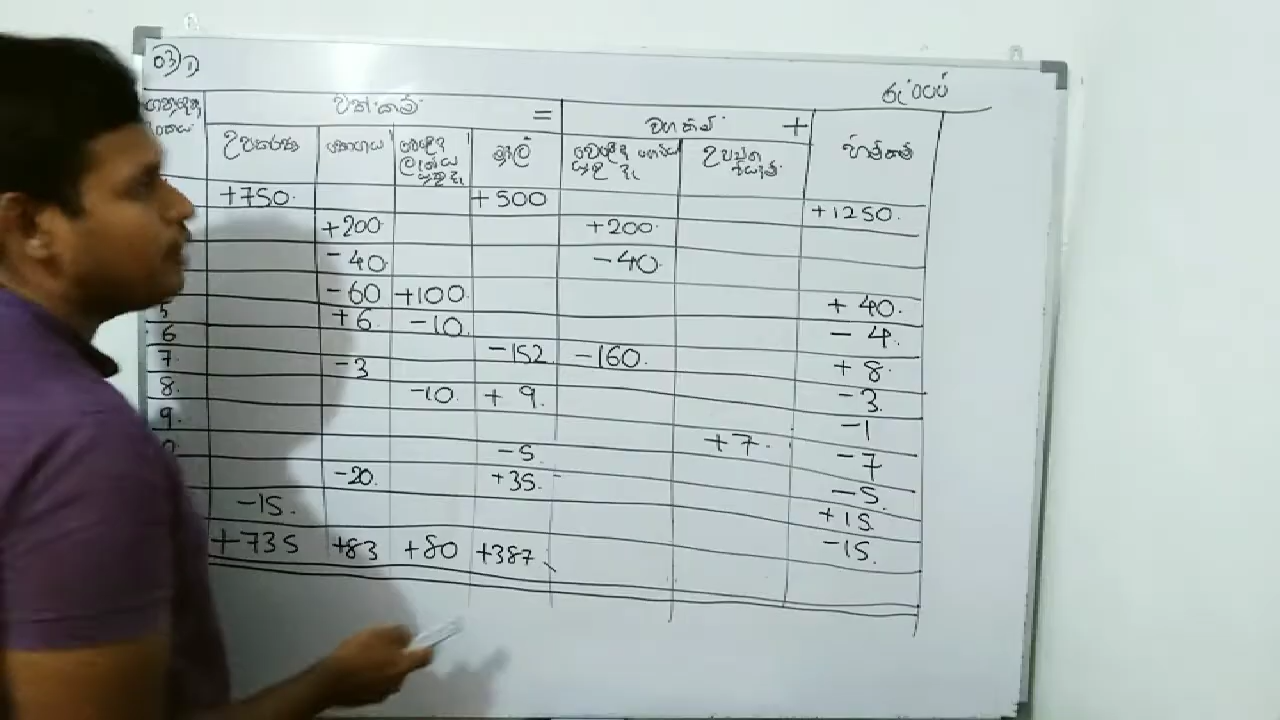 03) 1)
රු '000
වත්කම් =
වගකීම් +
හිමිකම්
උපකරණ තොගය වෙළෙඳ ලැබිය යුතු දෑ මුදල් වෙළෙඳ ගෙවිය යුතු දෑ උපචිත වියදම්
+750 +500 +1250
+200 +200
-40 -40
-60 +100 +40
5 +6 -10 -4
6 -152 -160 +8
7 -3 -3
8 -10 +9 -1
9 +7 -7
-5 -5
-20 +35 +15
-15 -15
+735 +83 +80 +387